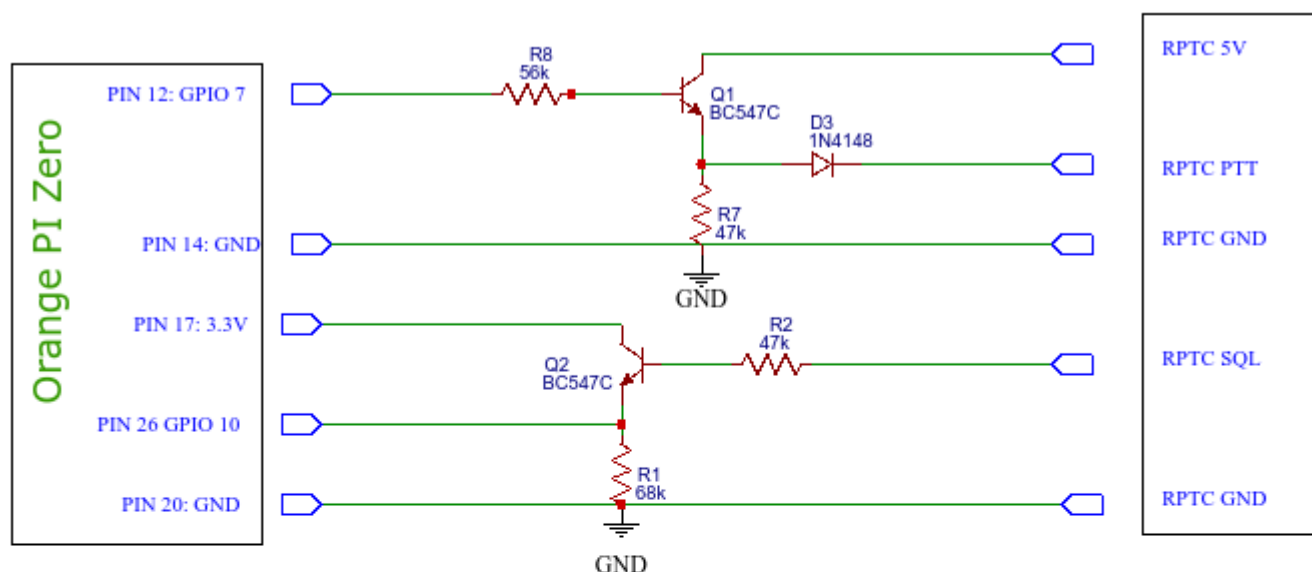 Orange PI Zero
PIN 12: GPIO 7
PIN 14: GND
PIN 17: 3.3V
PIN 26 GPIO 10
PIN 20: GND
R8
56k
Q1
BC547C
D3
1N4148
R7
47k
GND
R2
47k
Q2
BC547C
R1
68k
GND
RPTC 5V
RPTC PTT
RPTC GND
RPTC SQL
RPTC GND